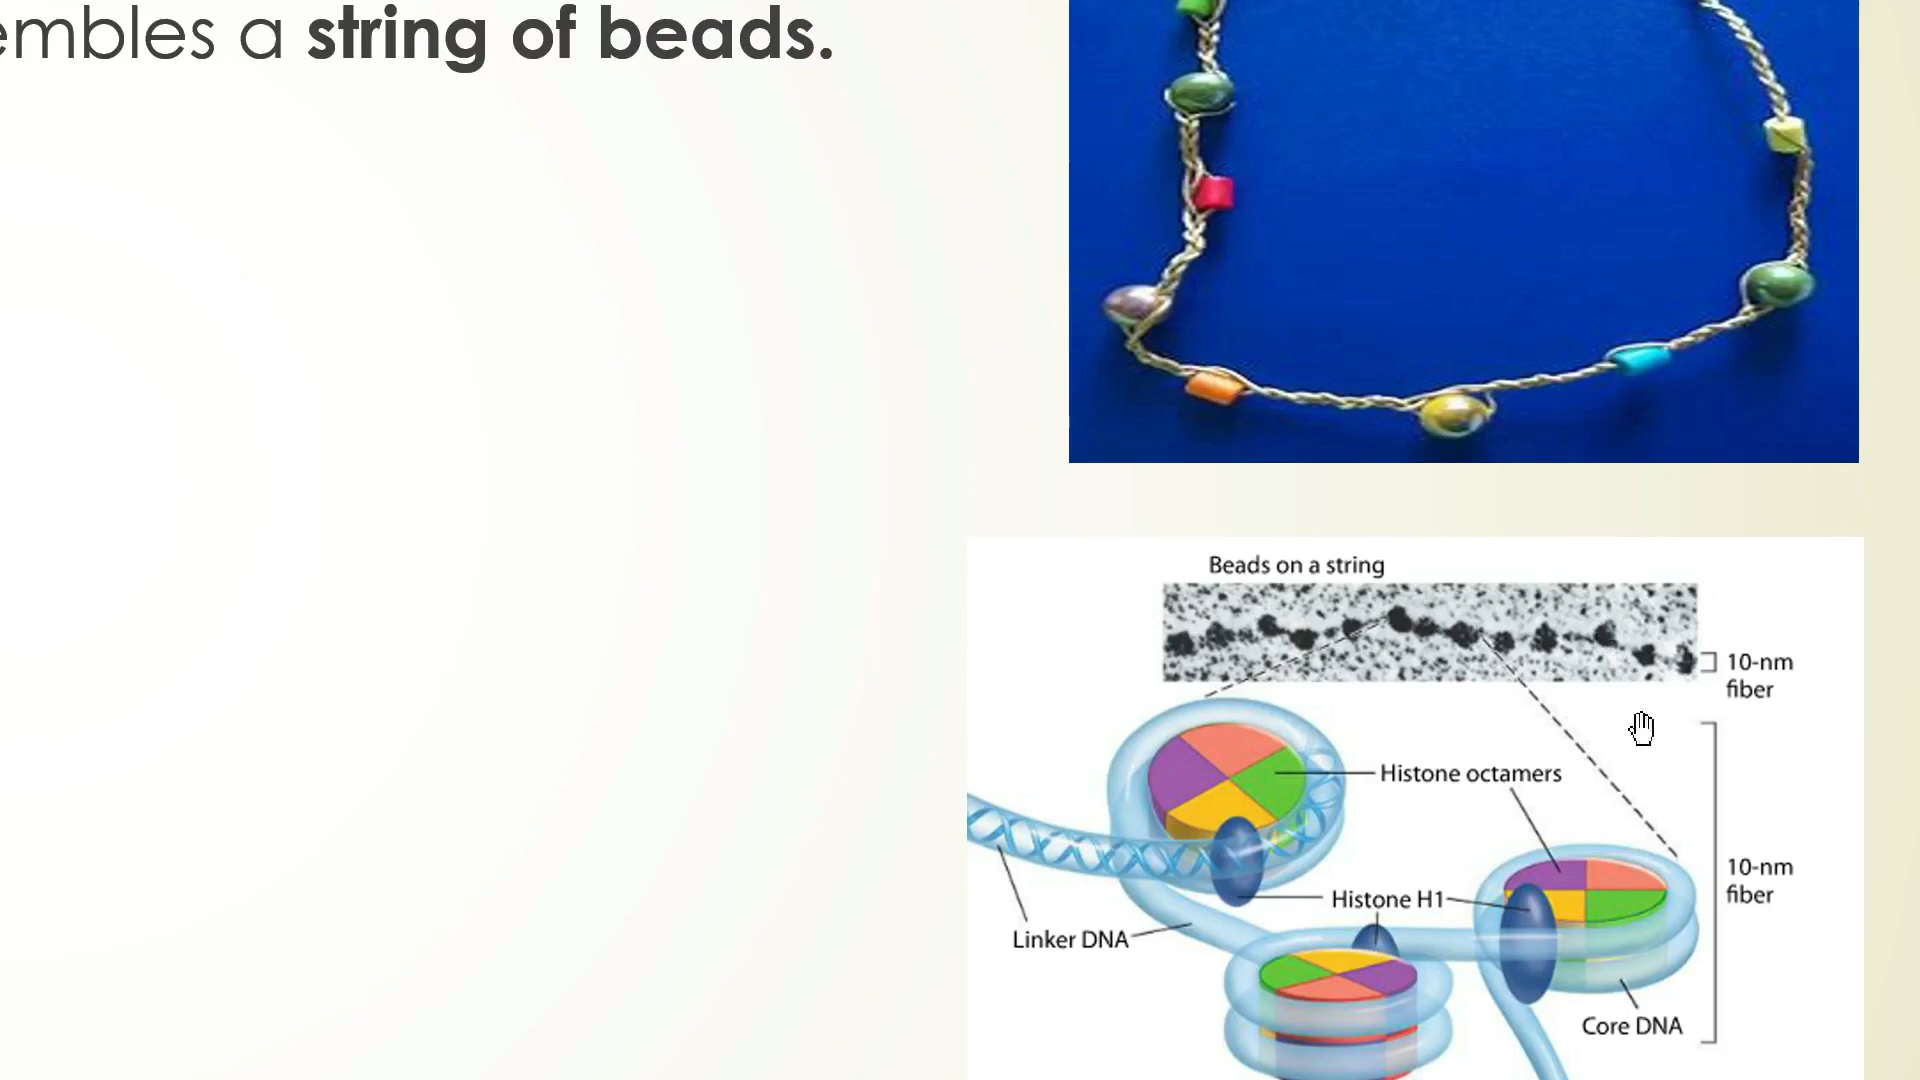 embles a string of beads.
Beads on a string
10-nm
fiber
Histone octamers
10-nm
fiber
Histone H1
Linker DNA
Core DNA